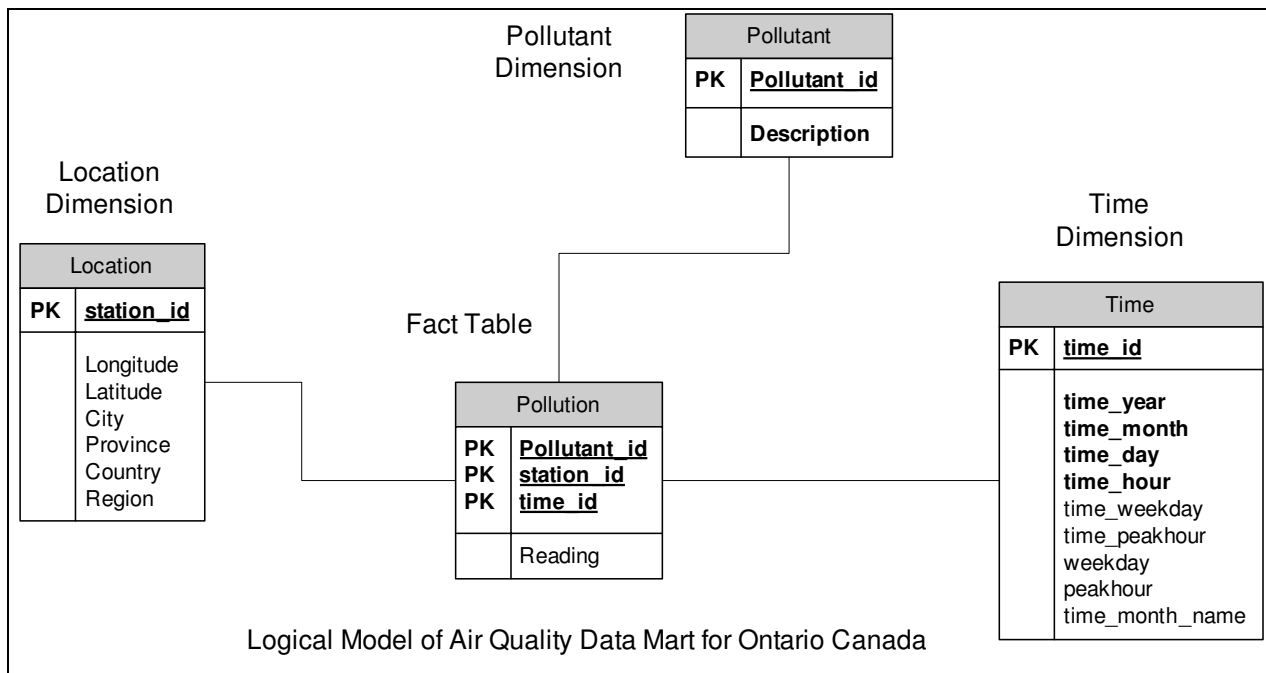 Pollutant
Dimension
Pollutant
PK Pollutant_id
Description
Location
Dimension
Location
PK station_id
Longitude
Latitude
City
Province
Country
Region
Fact Table
Pollution
PK Pollutant_id
PK station_id
PK time_id
Reading
Time
Dimension
Time
PK time_id
time_year
time_month
time_day
time_hour
time_weekday
time_peakhour
weekday
peakhour
time_month_name
Logical Model of Air Quality Data Mart for Ontario Canada